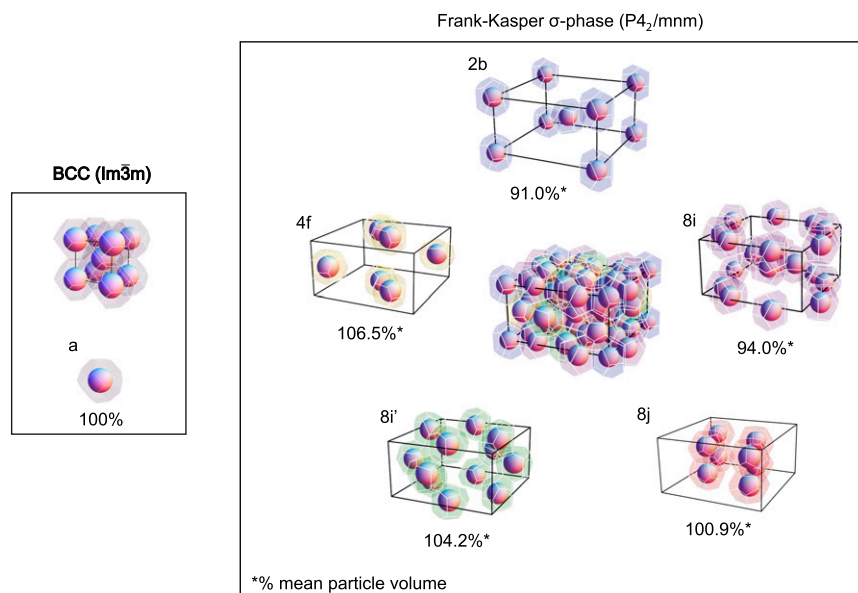 Frank-Kasper σ-phase (P4₂/mnm)
2b
91.0%*
BCC (Im3̅m)
4f
106.5%*
8i
94.0%*
a
100%
8i’
104.2%*
8j
100.9%*
*% mean particle volume